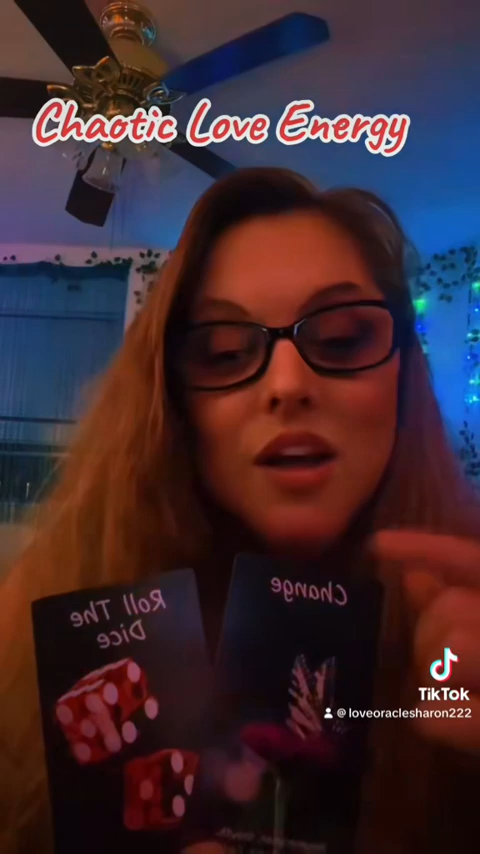 Chaotic Love Energy
Roll The
Dice
Change
TikTok
@loveoraclesharon222